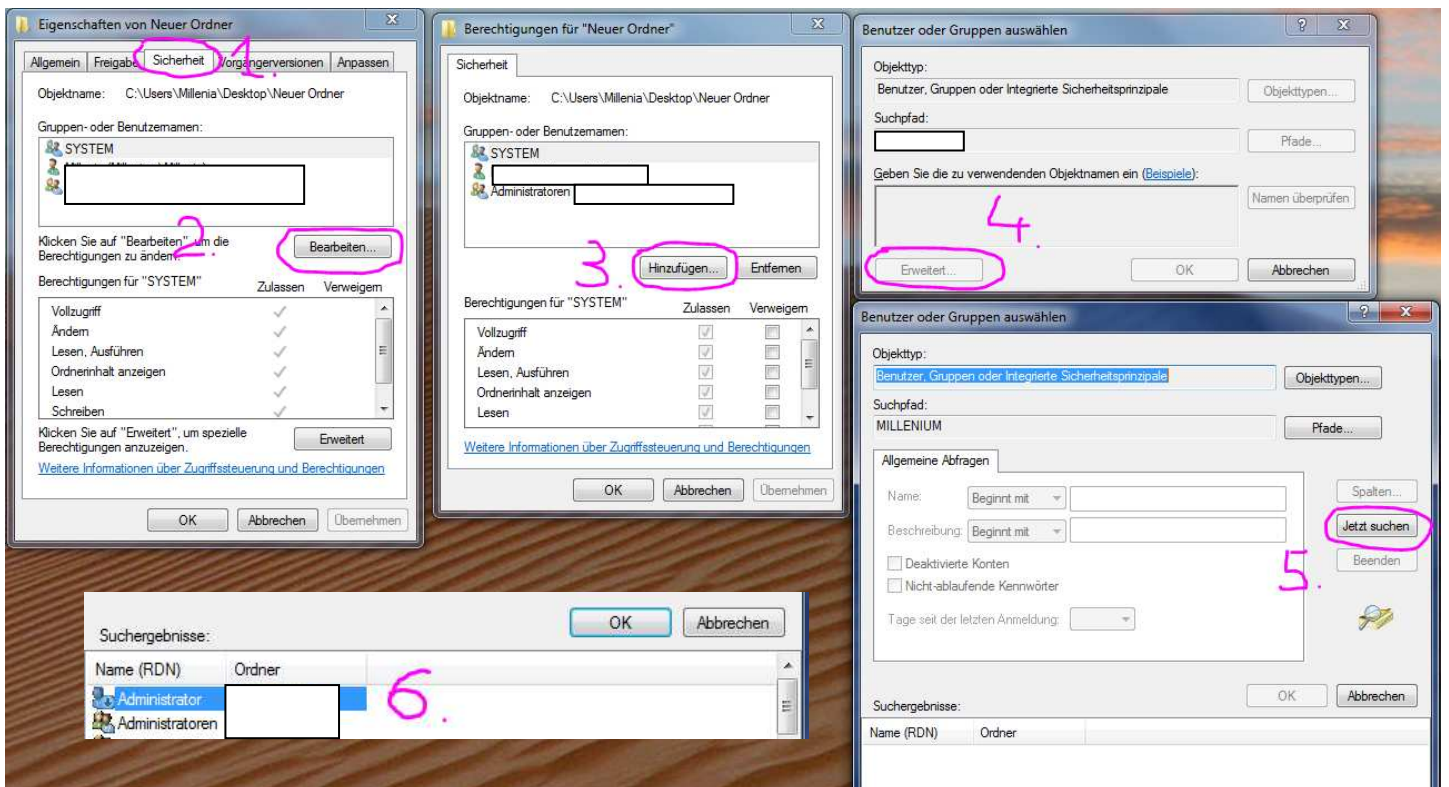 Eigenschaften von Neuer Ordner
1.
Allgemein Freigabe Sicherheit Vorgängerversionen Anpassen
Objektname: C:\Users\Millenia\Desktop\Neuer Ordner
Gruppen- oder Benutzernamen:
SYSTEM
2.
Klicken Sie auf "Bearbeiten", um die
Berechtigungen zu ändern.
Bearbeiten...
Berechtigungen für "SYSTEM" Zulassen Verweigern
Vollzugriff
Ändern
Lesen, Ausführen
Ordnerinhalt anzeigen
Lesen
Schreiben
Klicken Sie auf "Erweitert", um spezielle
Berechtigungen anzuzeigen.
Erweitert
Weitere Informationen über Zugriffssteuerung und Berechtigungen
OK Abbrechen Übernehmen
Berechtigungen für "Neuer Ordner"
Sicherheit
Objektname: C:\Users\Millenia\Desktop\Neuer Ordner
Gruppen- oder Benutzernamen:
SYSTEM
Administratoren
3.
Hinzufügen... Entfernen
Berechtigungen für "SYSTEM" Zulassen Verweigern
Vollzugriff
Ändern
Lesen, Ausführen
Ordnerinhalt anzeigen
Lesen
Weitere Informationen über Zugriffssteuerung und Berechtigungen
OK Abbrechen Übernehmen
Benutzer oder Gruppen auswählen
Objekttyp:
Benutzer, Gruppen oder Integrierte Sicherheitsprinzipale Objekttypen...
Suchpfad:
Pfade...
Geben Sie die zu verwendenden Objektnamen ein (Beispiele):
Namen überprüfen
4.
Erweitert... OK Abbrechen
Benutzer oder Gruppen auswählen
Objekttyp:
Benutzer, Gruppen oder Integrierte Sicherheitsprinzipale Objekttypen...
Suchpfad:
MILLENIUM Pfade...
Allgemeine Abfragen
Name: Beginnt mit
Spalten...
Beschreibung: Beginnt mit
Jetzt suchen
5.
Deaktivierte Konten
Beenden
Nicht-ablaufende Kennwörter
Tage seit der letzten Anmeldung:
OK Abbrechen
Suchergebnisse:
Name (RDN) Ordner
OK Abbrechen
Suchergebnisse:
Name (RDN) Ordner
6.
Administrator
Administratoren